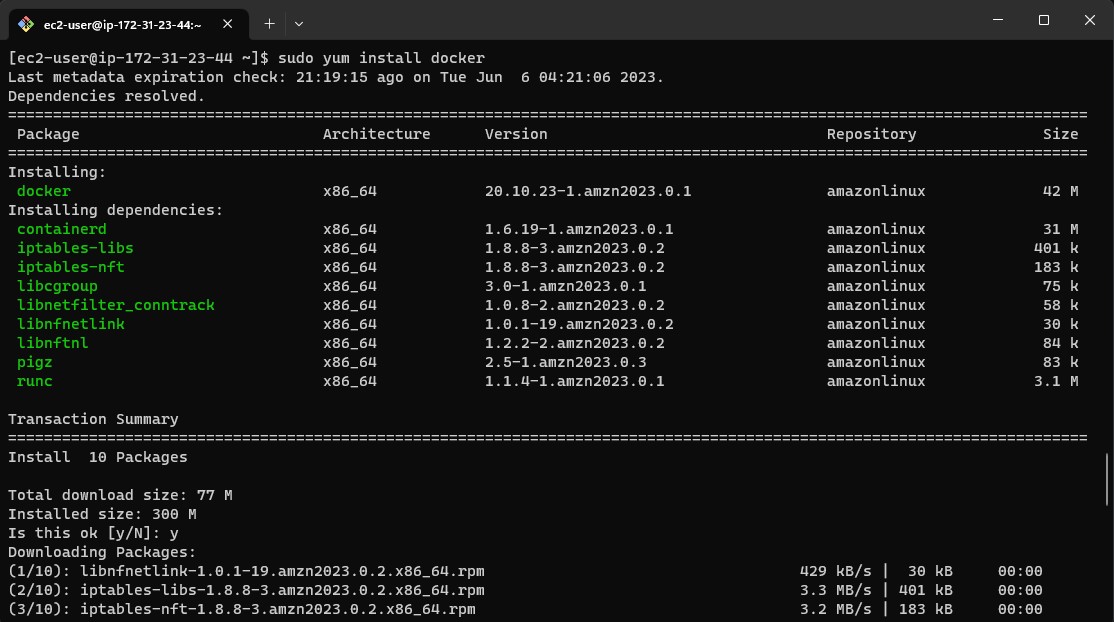 ec2-user@ip-172-31-23-44:~
[ec2-user@ip-172-31-23-44 ~]$ sudo yum install docker
Last metadata expiration check: 21:19:15 ago on Tue Jun  6 04:21:06 2023.
Dependencies resolved.
========================================================================================================================
 Package                           Architecture      Version                               Repository              Size
========================================================================================================================
Installing:
 docker                            x86_64            20.10.23-1.amzn2023.0.1               amazonlinux             42 M
Installing dependencies:
 containerd                        x86_64            1.6.19-1.amzn2023.0.1                 amazonlinux             31 M
 iptables-libs                     x86_64            1.8.8-3.amzn2023.0.2                  amazonlinux            401 k
 iptables-nft                      x86_64            1.8.8-3.amzn2023.0.2                  amazonlinux            183 k
 libcgroup                         x86_64            3.0-1.amzn2023.0.1                    amazonlinux             75 k
 libnetfilter_conntrack            x86_64            1.0.8-2.amzn2023.0.2                  amazonlinux             58 k
 libnfnetlink                      x86_64            1.0.1-19.amzn2023.0.2                 amazonlinux             30 k
 libnftnl                          x86_64            1.2.2-2.amzn2023.0.2                  amazonlinux             84 k
 pigz                              x86_64            2.5-1.amzn2023.0.3                    amazonlinux             83 k
 runc                              x86_64            1.1.4-1.amzn2023.0.1                  amazonlinux            3.1 M
Transaction Summary
========================================================================================================================
Install  10 Packages
Total download size: 77 M
Installed size: 300 M
Is this ok [y/N]: y
Downloading Packages:
(1/10): libnfnetlink-1.0.1-19.amzn2023.0.2.x86_64.rpm                                   429 kB/s |  30 kB     00:00
(2/10): iptables-libs-1.8.8-3.amzn2023.0.2.x86_64.rpm                                   3.3 MB/s | 401 kB     00:00
(3/10): iptables-nft-1.8.8-3.amzn2023.0.2.x86_64.rpm                                    3.2 MB/s | 183 kB     00:00